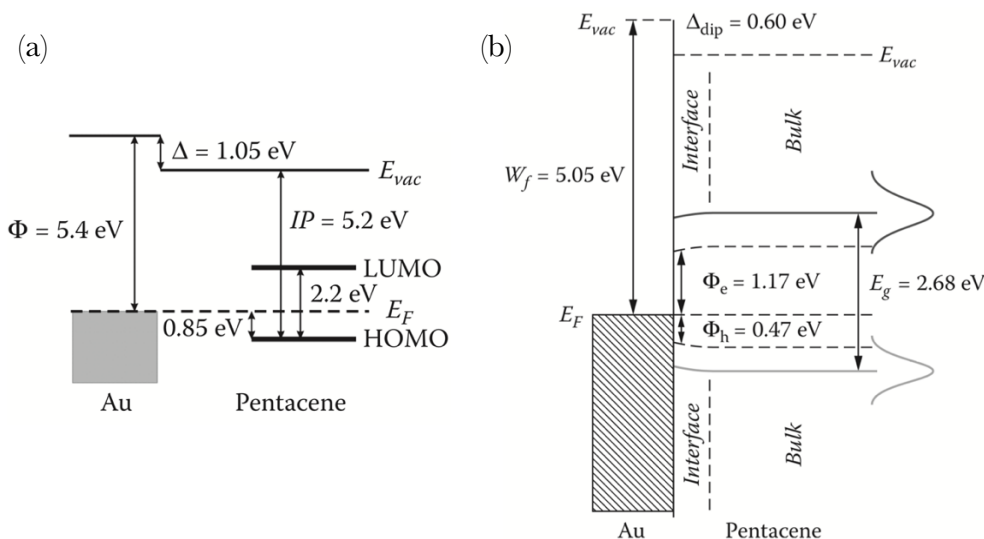 (a)
Δ = 1.05 eV
E_vac
Φ = 5.4 eV
IP = 5.2 eV
LUMO
2.2 eV
E_F
0.85 eV
HOMO
Au
Pentacene
(b)
E_vac
Δ_dip = 0.60 eV
E_vac
Interface
Bulk
W_f = 5.05 eV
Φ_e = 1.17 eV
E_g = 2.68 eV
E_F
Φ_h = 0.47 eV
Interface
Bulk
Au
Pentacene